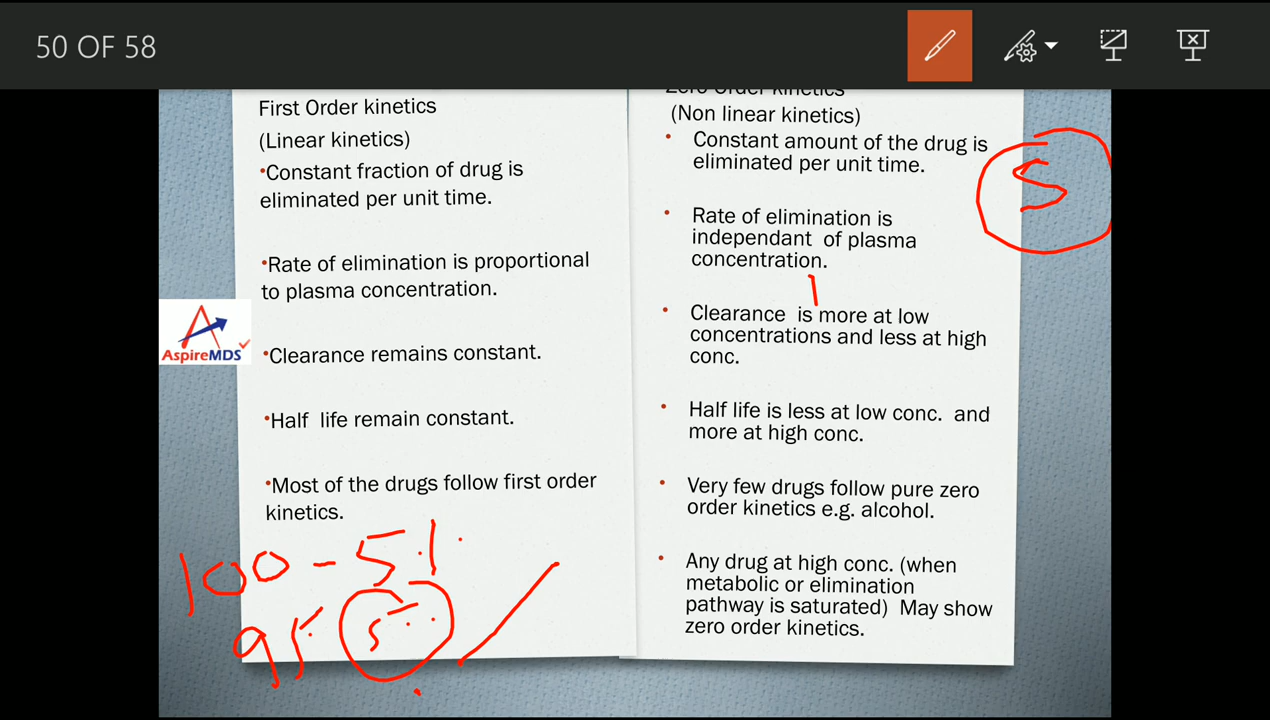 50 OF 58
First Order kinetics
(Linear kinetics)
•Constant fraction of drug is
eliminated per unit time.
•Rate of elimination is proportional
to plasma concentration.
•Clearance remains constant.
•Half life remain constant.
•Most of the drugs follow first order
kinetics.
100 - 5%
95 5%
Zero Order kinetics
(Non linear kinetics)
• Constant amount of the drug is
eliminated per unit time.
• Rate of elimination is
independant of plasma
concentration.
• Clearance is more at low
concentrations and less at high
conc.
• Half life is less at low conc. and
more at high conc.
• Very few drugs follow pure zero
order kinetics e.g. alcohol.
• Any drug at high conc. (when
metabolic or elimination
pathway is saturated) May show
zero order kinetics.
5
AspireMDS